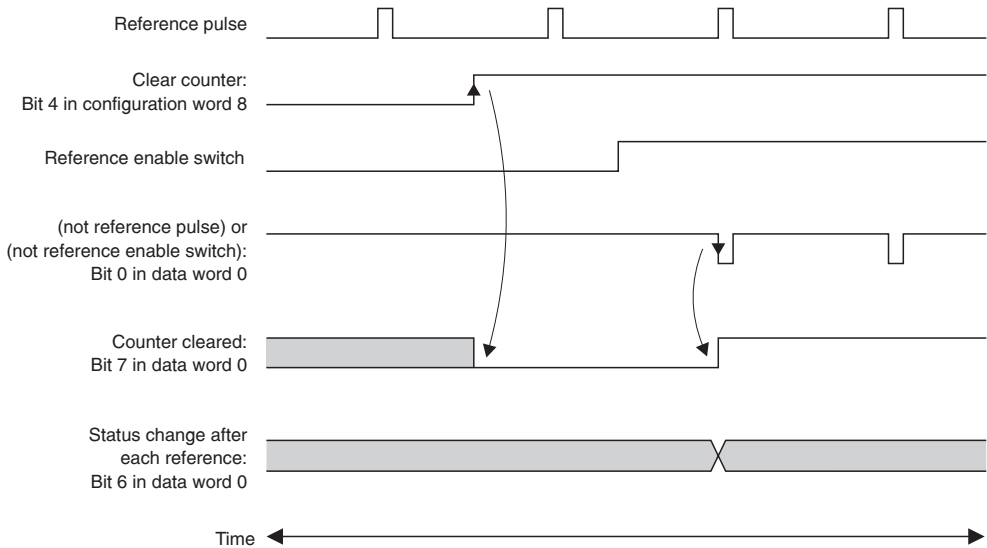 Reference pulse
Clear counter:
Bit 4 in configuration word 8
Reference enable switch
(not reference pulse) or
(not reference enable switch):
Bit 0 in data word 0
Counter cleared:
Bit 7 in data word 0
Status change after
each reference:
Bit 6 in data word 0
Time